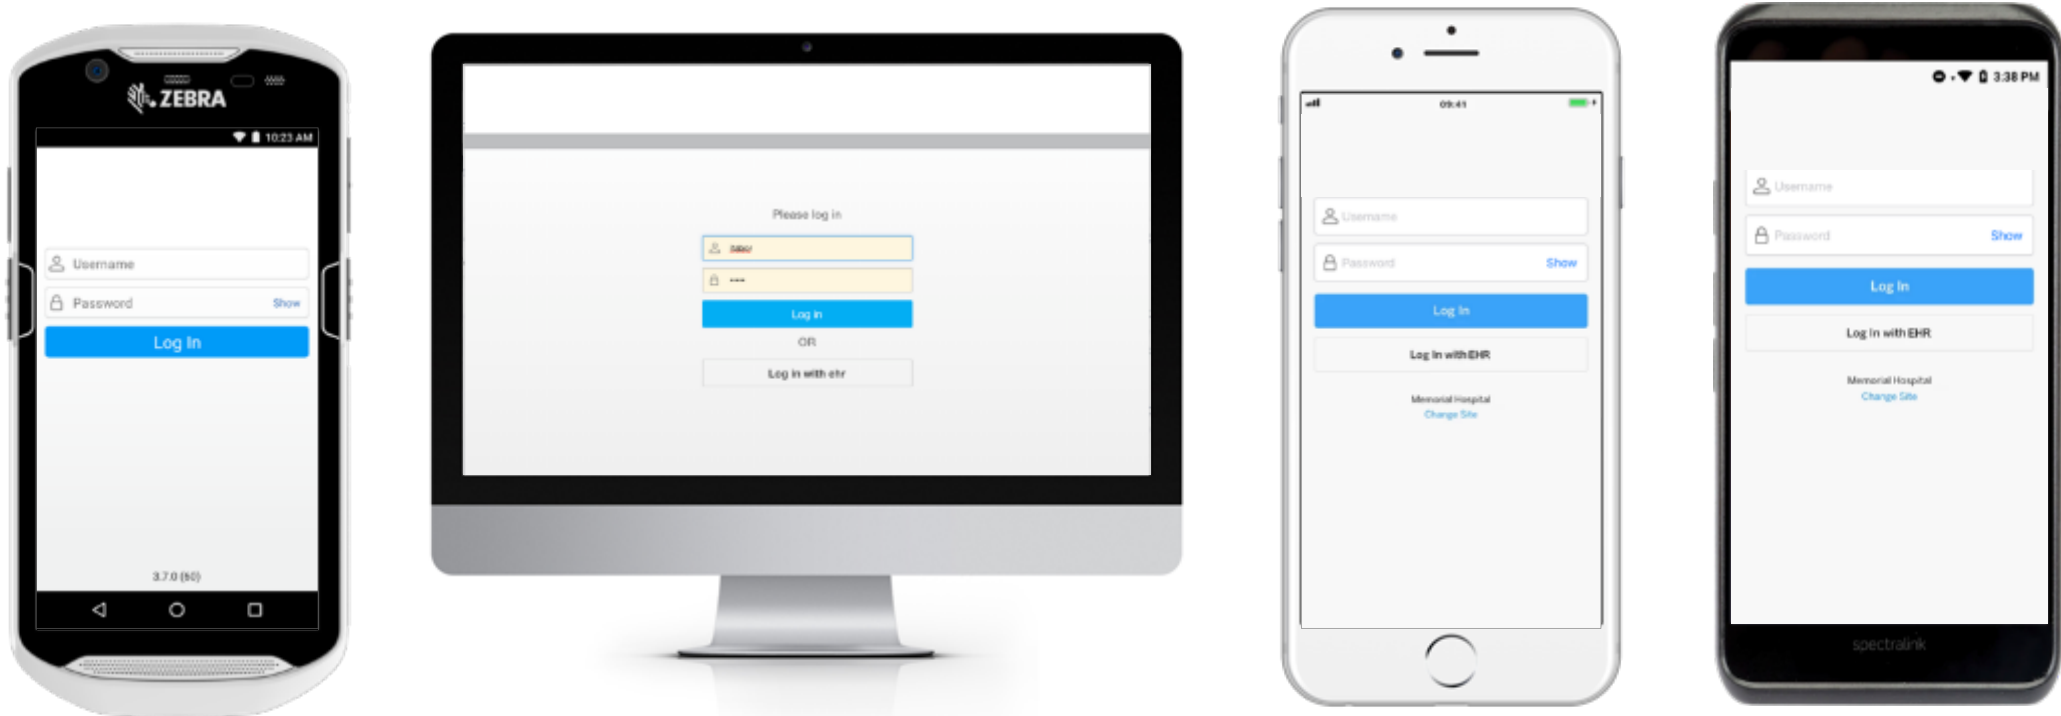 ZEBRA
10:23 AM
Username
Password Show
Log In
3.7.0 (60)
Please log in
Log in
OR
Log in with ehr
09:41
Username
Password Show
Log In
Log In with EHR
Memorial Hospital
Change Site
3:38 PM
Username
Password Show
Log In
Log In with EHR
Memorial Hospital
Change Site
spectralink